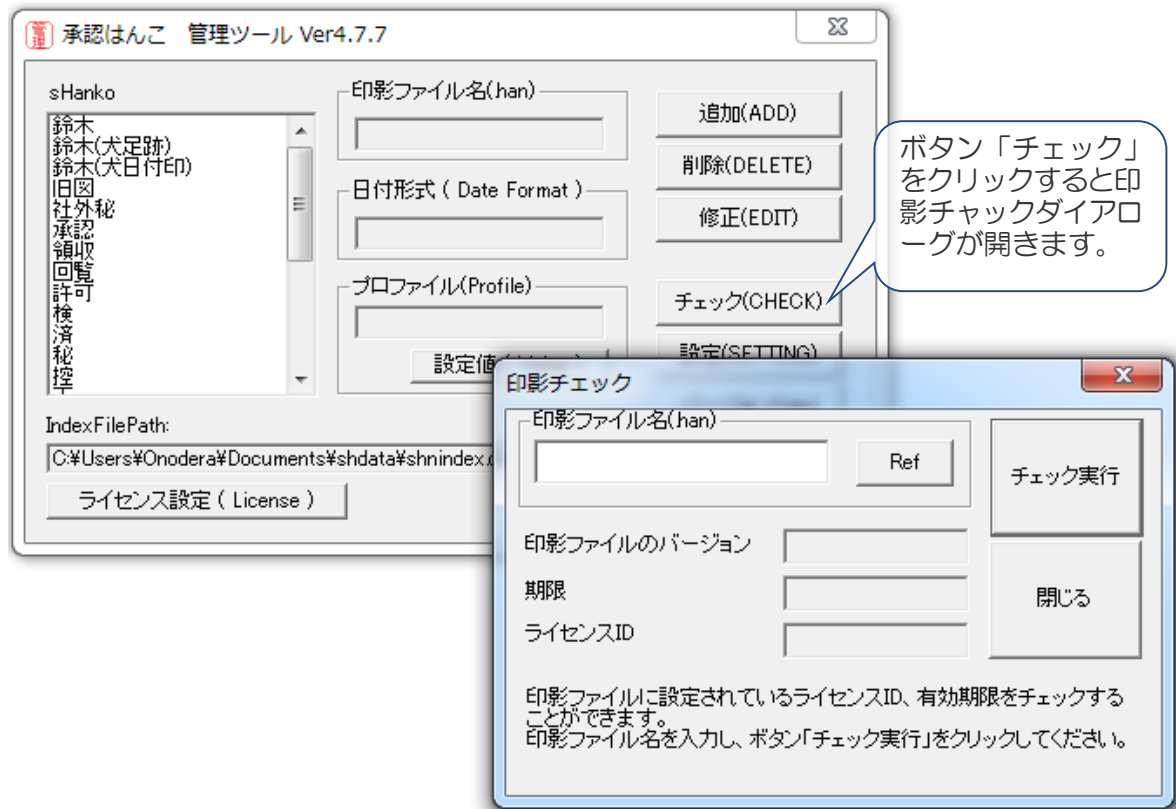 管理 承認はんこ 管理ツール Ver4.7.7
sHanko
鈴木
鈴木(犬足跡)
鈴木(犬日付印)
旧図
社外秘
承認
領収
回覧
許可
検
済
秘
控
印影ファイル名(han)
日付形式 ( Date Format )
プロファイル(Profile)
設定値
追加(ADD)
削除(DELETE)
修正(EDIT)
チェック(CHECK)
設定(SETTING)
IndexFilePath:
C:¥Users¥Onodera¥Documents¥shdata¥shnindex.
ライセンス設定 ( License )
ボタン「チェック」
をクリックすると印
影チャックダイアロ
ーグが開きます。
印影チェック
印影ファイル名(han)
Ref
チェック実行
印影ファイルのバージョン
期限
ライセンスID
閉じる
印影ファイルに設定されているライセンスID、有効期限をチェックする
ことができます。
印影ファイル名を入力し、ボタン「チェック実行」をクリックしてください。